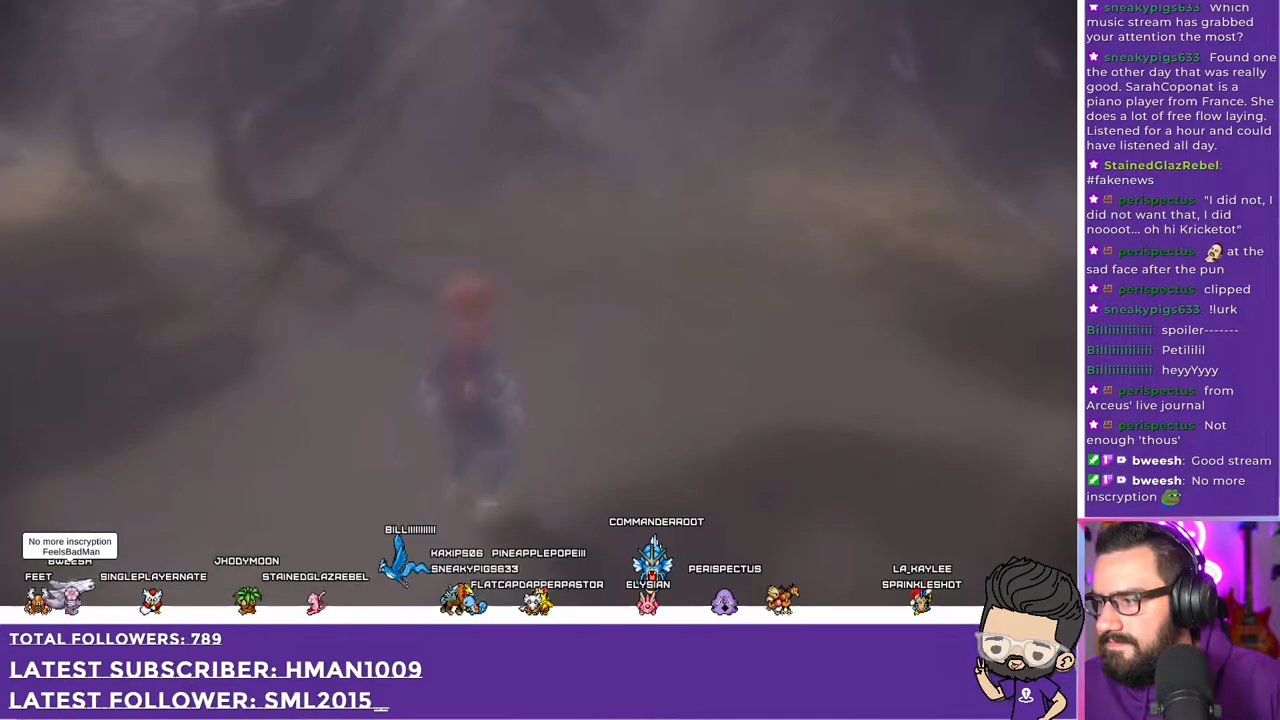 sneakypigs633: Which
music stream has grabbed
your attention the most?
sneakypigs633: Found one
the other day that was really
good. SarahCoponat is a
piano player from France. She
does a lot of free flow laying.
Listened for a hour and could
have listened all day.
StainedGlazRebel:
#fakenews
perispectus: "I did not, I
did not want that, I did
noooot... oh hi Kricketot"
perispectus: at the
sad face after the pun
perispectus: clipped
sneakypigs633: !lurk
Billiiiiiiiiiii: spoiler-------
Billiiiiiiiiiii: Petililil
Billiiiiiiiiiii: heyyYyyy
perispectus: from
Arceus' live journal
perispectus: Not
enough 'thous'
bweesh: Good stream
bweesh: No more
inscryption
No more inscryption
FeelsBadMan
BWEESH
FEET
SINGLEPLAYERNATE
JHODYMOON
STAINEDGLAZREBEL
BILLIIIIIIIIIII
KAXIPS06 PINEAPPLEPOPEIII
SNEAKYPIGS633
FLATCAPDAPPERPASTOR
COMMANDERROOT
ELYSIAN
PERISPECTUS
LA_KAYLEE
SPRINKLESHOT
TOTAL FOLLOWERS: 789
LATEST SUBSCRIBER: HMAN1009
LATEST FOLLOWER: SML2015_